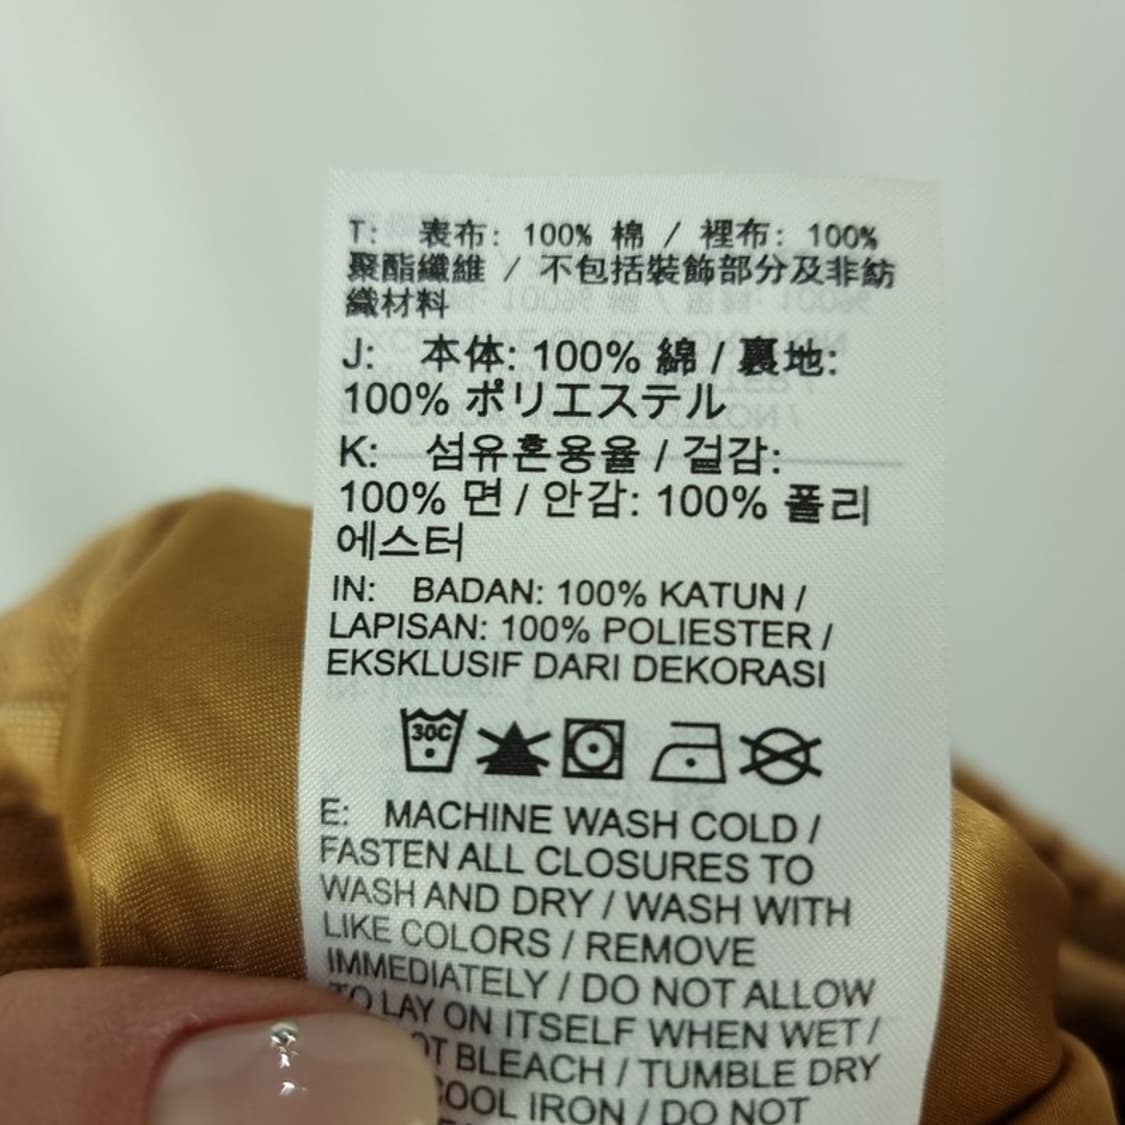 T: 表布: 100% 棉 / 裡布: 100%
聚酯纖維 / 不包括裝飾部分及非紡
織材料
J: 本体: 100% 綿 / 裏地:
100% ポリエステル
K: 섬유혼용율 / 겉감:
100% 면 / 안감: 100% 폴리
에스터
IN: BADAN: 100% KATUN /
LAPISAN: 100% POLIESTER /
EKSKLUSIF DARI DEKORASI
30C
E: MACHINE WASH COLD /
FASTEN ALL CLOSURES TO
WASH AND DRY / WASH WITH
LIKE COLORS / REMOVE
IMMEDIATELY / DO NOT ALLOW
TO LAY ON ITSELF WHEN WET /
BLEACH / TUMBLE DRY
COOL IRON / DO NOT